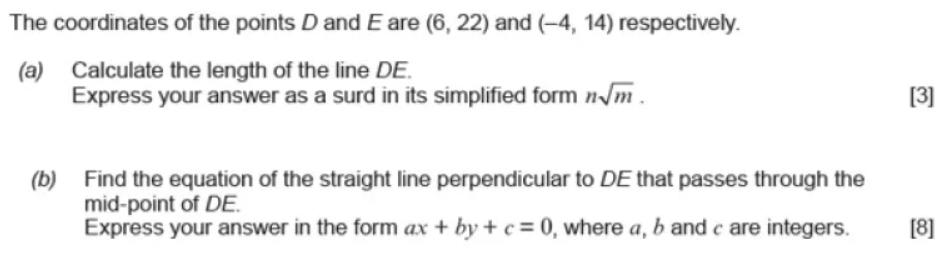 The coordinates of the points D and E are (6, 22) and (–4, 14) respectively.
(a) Calculate the length of the line DE.
Express your answer as a surd in its simplified form n√m . [3]
(b) Find the equation of the straight line perpendicular to DE that passes through the
mid-point of DE.
Express your answer in the form ax + by + c = 0, where a, b and c are integers. [8]